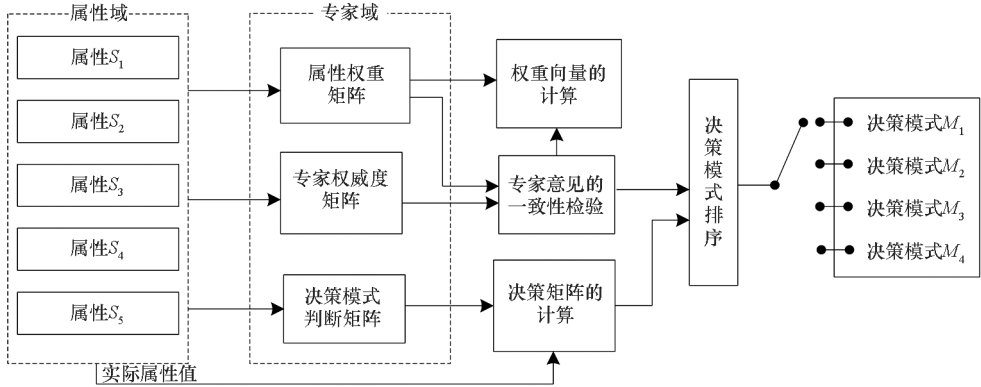 属性域
属性S1
属性S2
属性S3
属性S4
属性S5
实际属性值
专家域
属性权重
矩阵
专家权威度
矩阵
决策模式
判断矩阵
权重向量的
计算
专家意见的
一致性检验
决策矩阵的
计算
决策模式排序
决策模式M1
决策模式M2
决策模式M3
决策模式M4